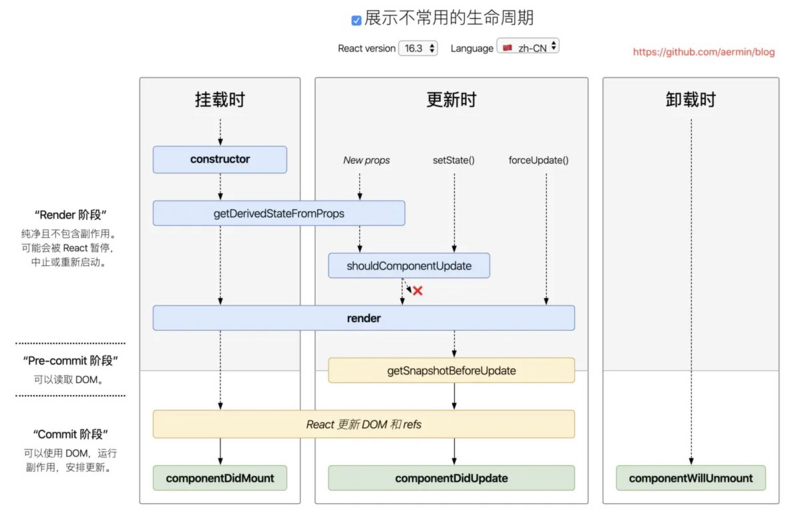 展示不常用的生命周期
React version 16.3 Language zh-CN
https://github.com/aermin/blog
挂载时
更新时
卸载时
constructor
New props
setState()
forceUpdate()
“Render 阶段”
纯净且不包含副作用。
可能会被 React 暂停，
中止或重新启动。
getDerivedStateFromProps
shouldComponentUpdate
render
“Pre-commit 阶段”
可以读取 DOM。
getSnapshotBeforeUpdate
“Commit 阶段”
可以使用 DOM，运行
副作用，安排更新。
React 更新 DOM 和 refs
componentDidMount
componentDidUpdate
componentWillUnmount